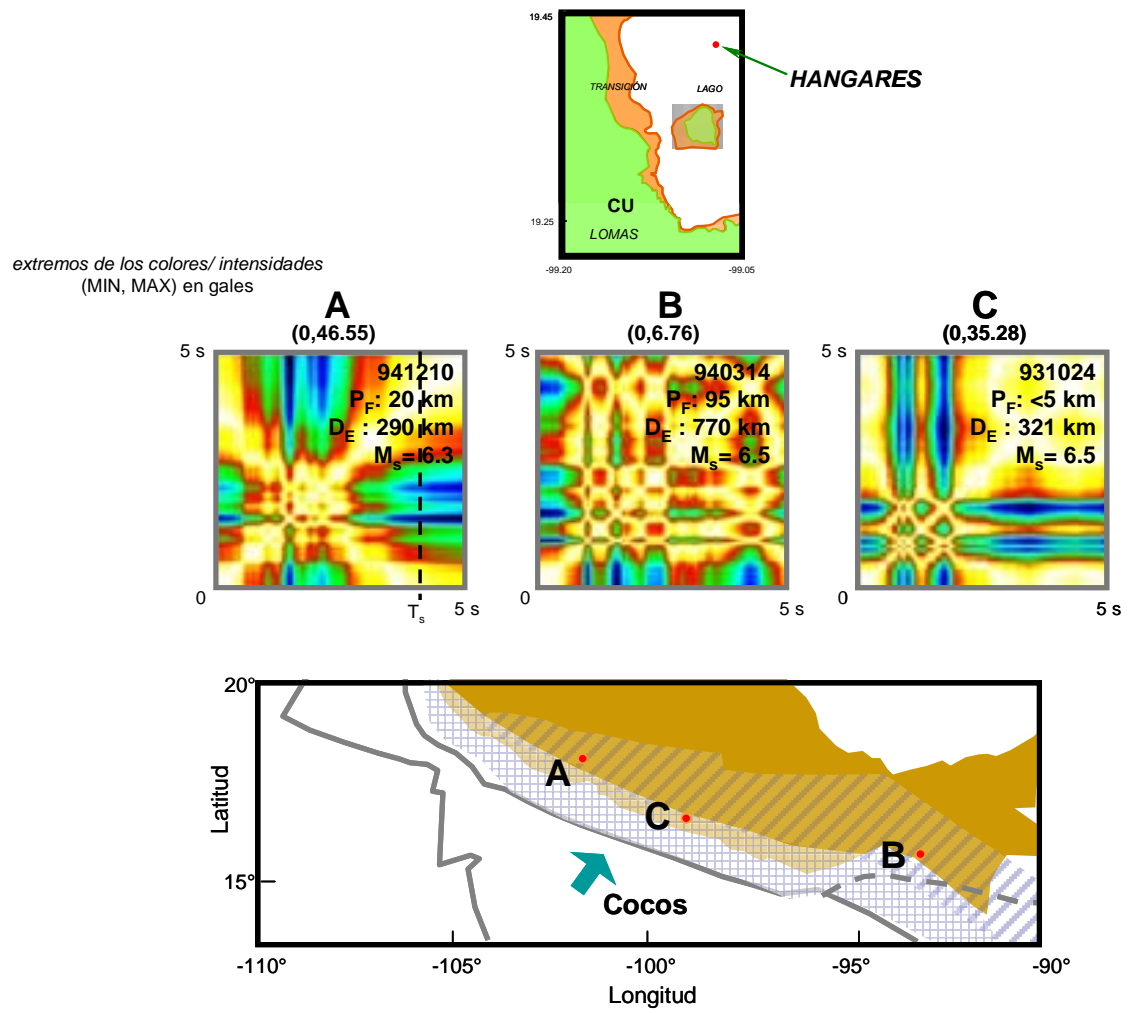 19.45
HANGARES
TRANSICIÓN
LAGO
CU
19.25
LOMAS
-99.20
-99.05
extremos de los colores/ intensidades
(MIN, MAX) en gales
A
(0,46.55)
5 s
941210
PF: 20 km
DE : 290 km
Ms= 6.3
0
Ts
5 s
B
(0,6.76)
5 s
940314
PF: 95 km
DE : 770 km
Ms= 6.5
0
5 s
C
(0,35.28)
5 s
931024
PF: <5 km
DE : 321 km
Ms= 6.5
0
5 s
20°
A
C
B
Latitud
15°
Cocos
-110°
-105°
-100°
-95°
-90°
Longitud